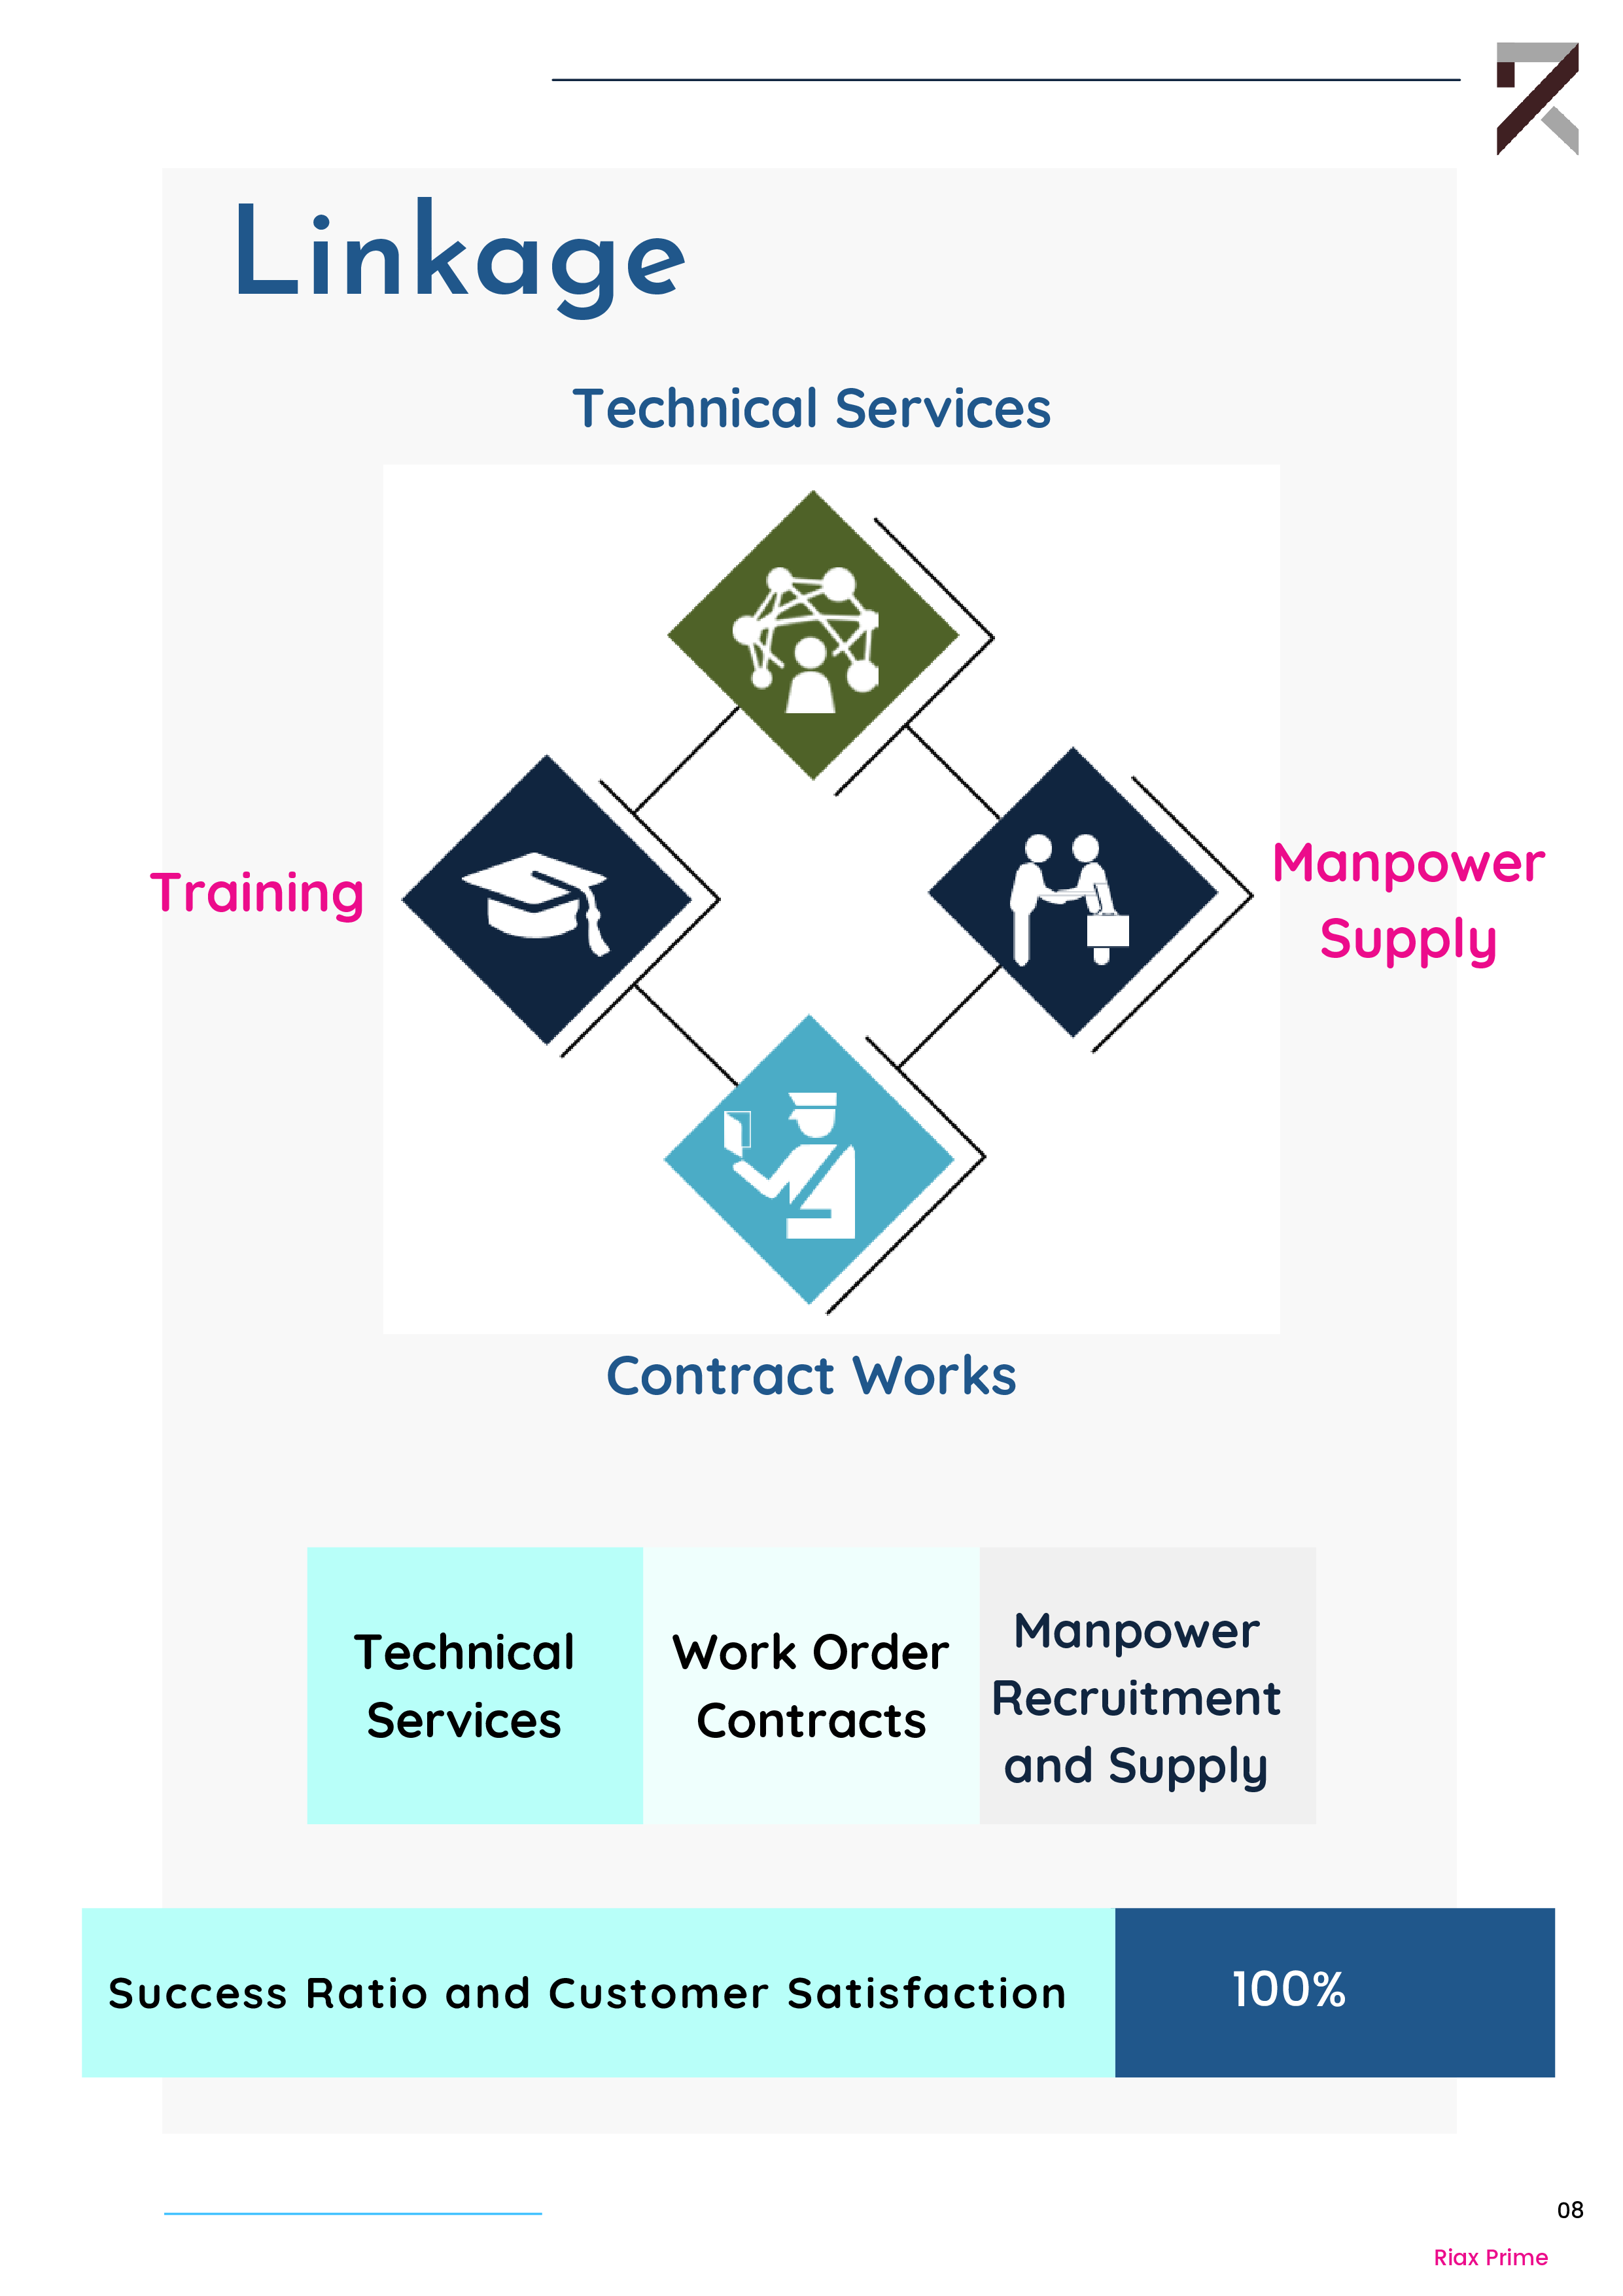 Linkage
Technical Services
Training
Manpower
Supply
Contract Works
Technical
Services
Work Order
Contracts
Manpower
Recruitment
and Supply
Success Ratio and Customer Satisfaction
100%
08
Riax Prime